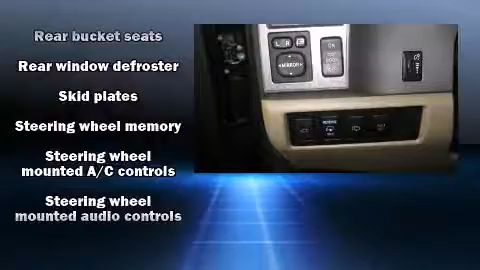 Rear bucket seats
Rear window defroster
Skid plates
Steering wheel memory
Steering wheel
mounted A/C controls
Steering wheel
mounted audio controls
L R
MIRROR